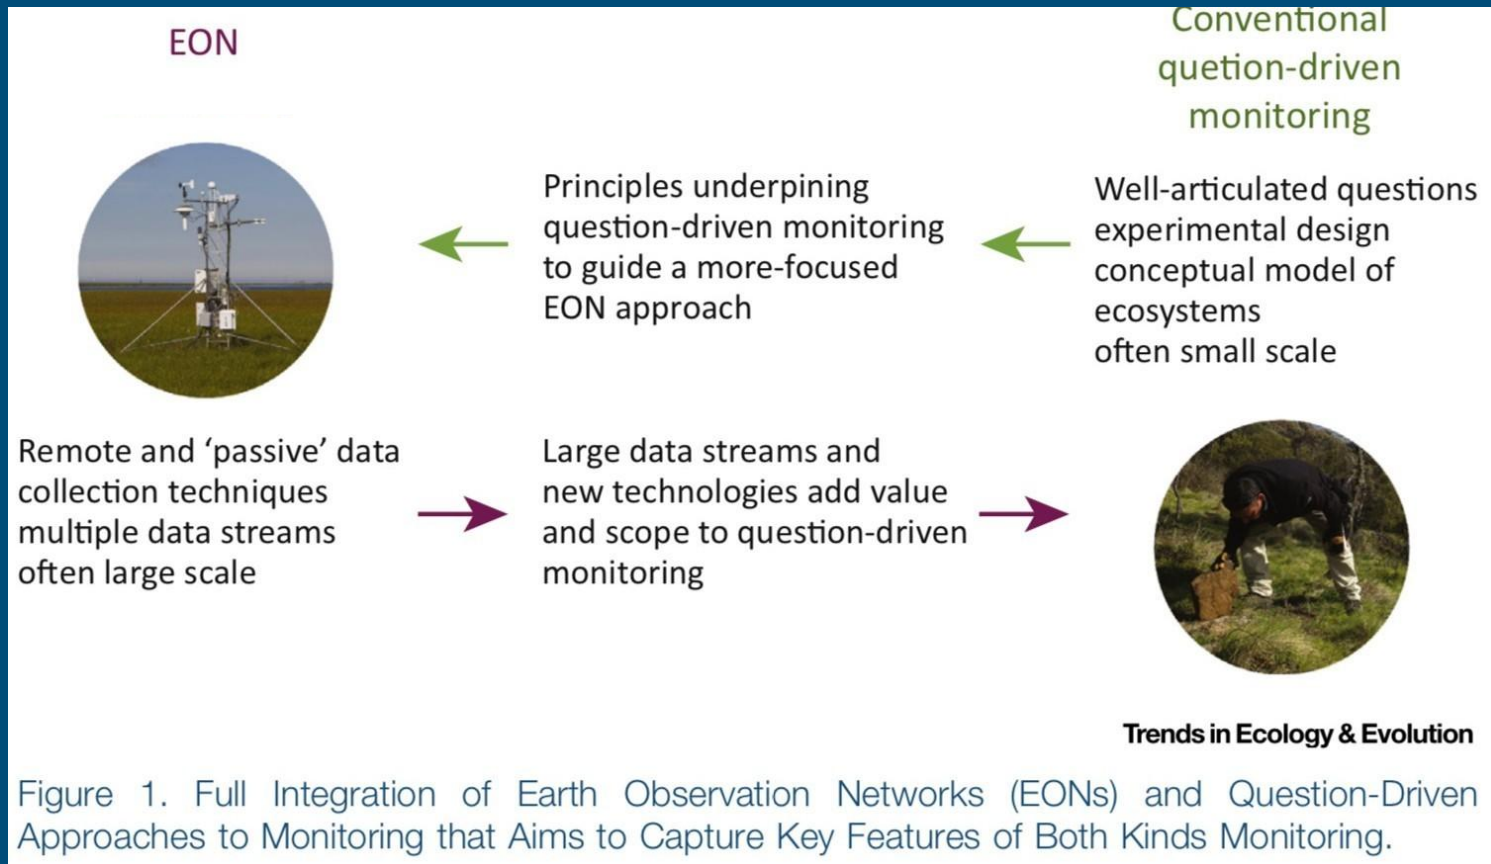 EON
Conventional
quetion-driven
monitoring
Principles underpining
question-driven monitoring
to guide a more-focused
EON approach
Well-articulated questions
experimental design
conceptual model of
ecosystems
often small scale
Remote and ‘passive’ data
collection techniques
multiple data streams
often large scale
Large data streams and
new technologies add value
and scope to question-driven
monitoring
Trends in Ecology & Evolution
Figure 1. Full Integration of Earth Observation Networks (EONs) and Question-Driven
Approaches to Monitoring that Aims to Capture Key Features of Both Kinds Monitoring.